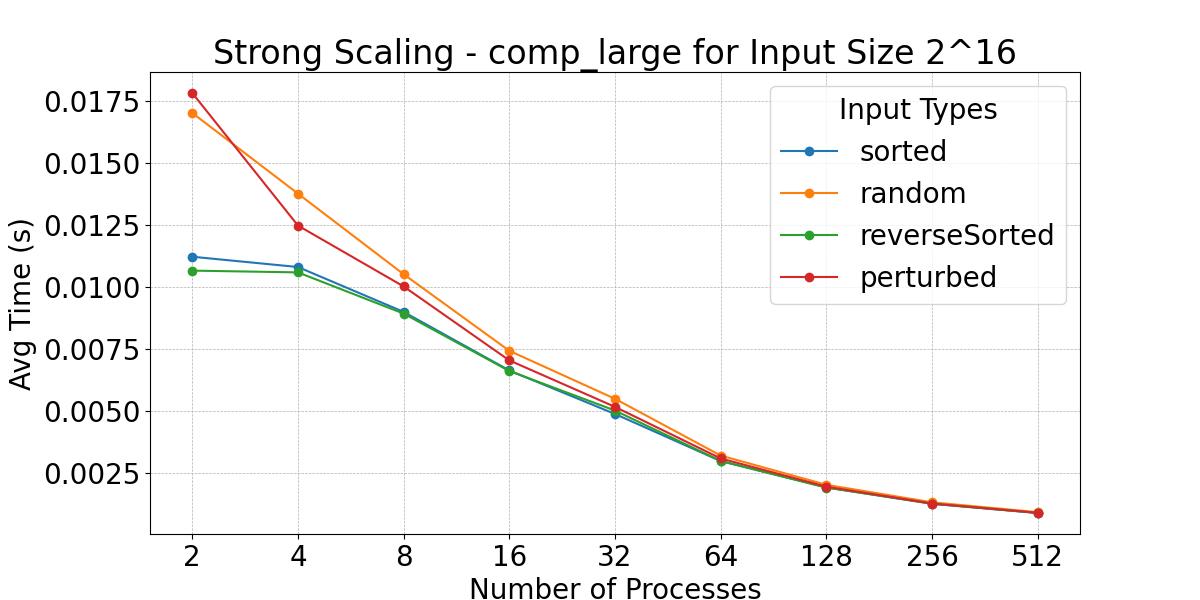 Strong Scaling - comp_large for Input Size 2^16
Avg Time (s)
0.0175
0.0150
0.0125
0.0100
0.0075
0.0050
0.0025
Input Types
sorted
random
reverseSorted
perturbed
2 4 8 16 32 64 128 256 512
Number of Processes